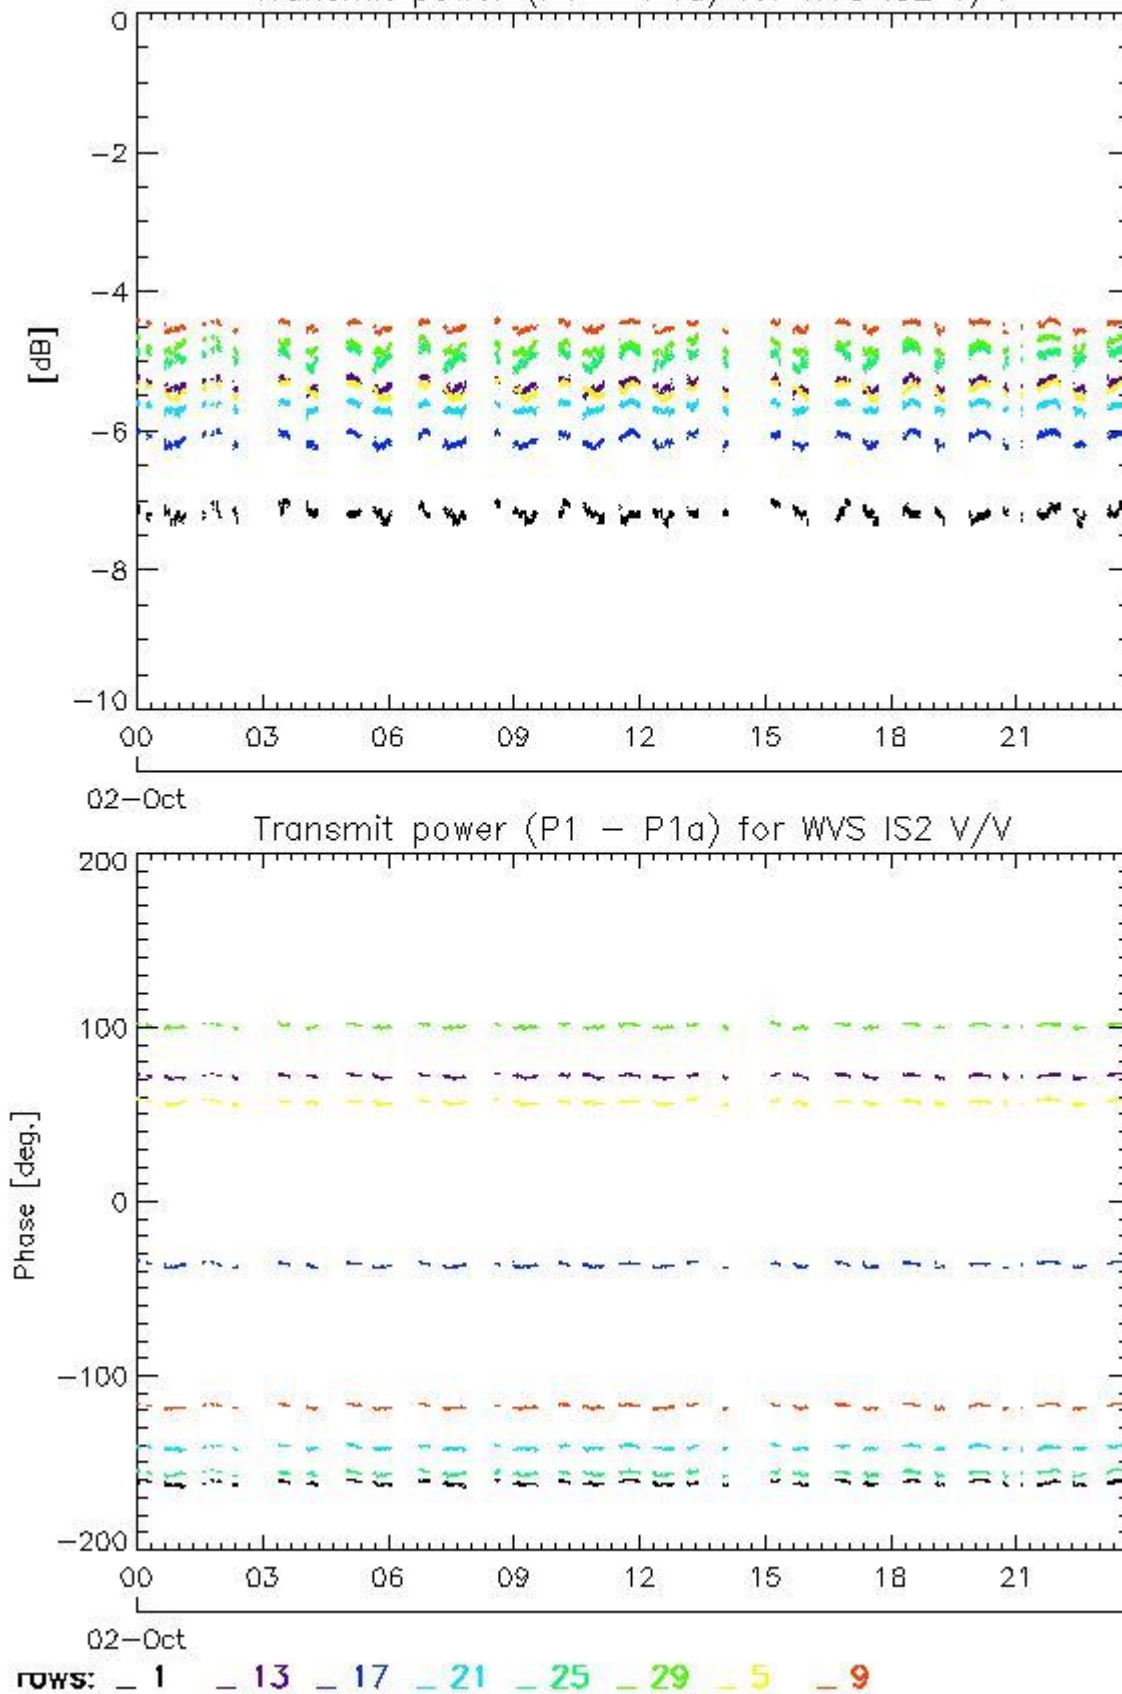 0
-2
-4
[dB]
-6
-8
-10
00 03 06 09 12 15 18 21
02-Oct
Transmit power (P1 - P1a) for WVS IS2 V/V
200
100
Phase [deg.]
0
-100
-200
00 03 06 09 12 15 18 21
02-Oct
rows: _ 1 _ 13 _ 17 _ 21 _ 25 _ 29 _ 5 _ 9